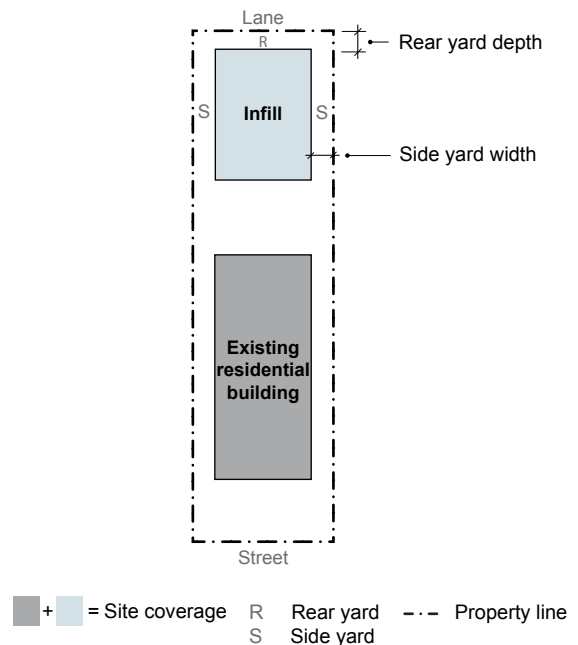 Lane
R
Rear yard depth
S
Infill
S
Side yard width
Existing
residential
building
Street
+ = Site coverage R Rear yard Property line
S Side yard